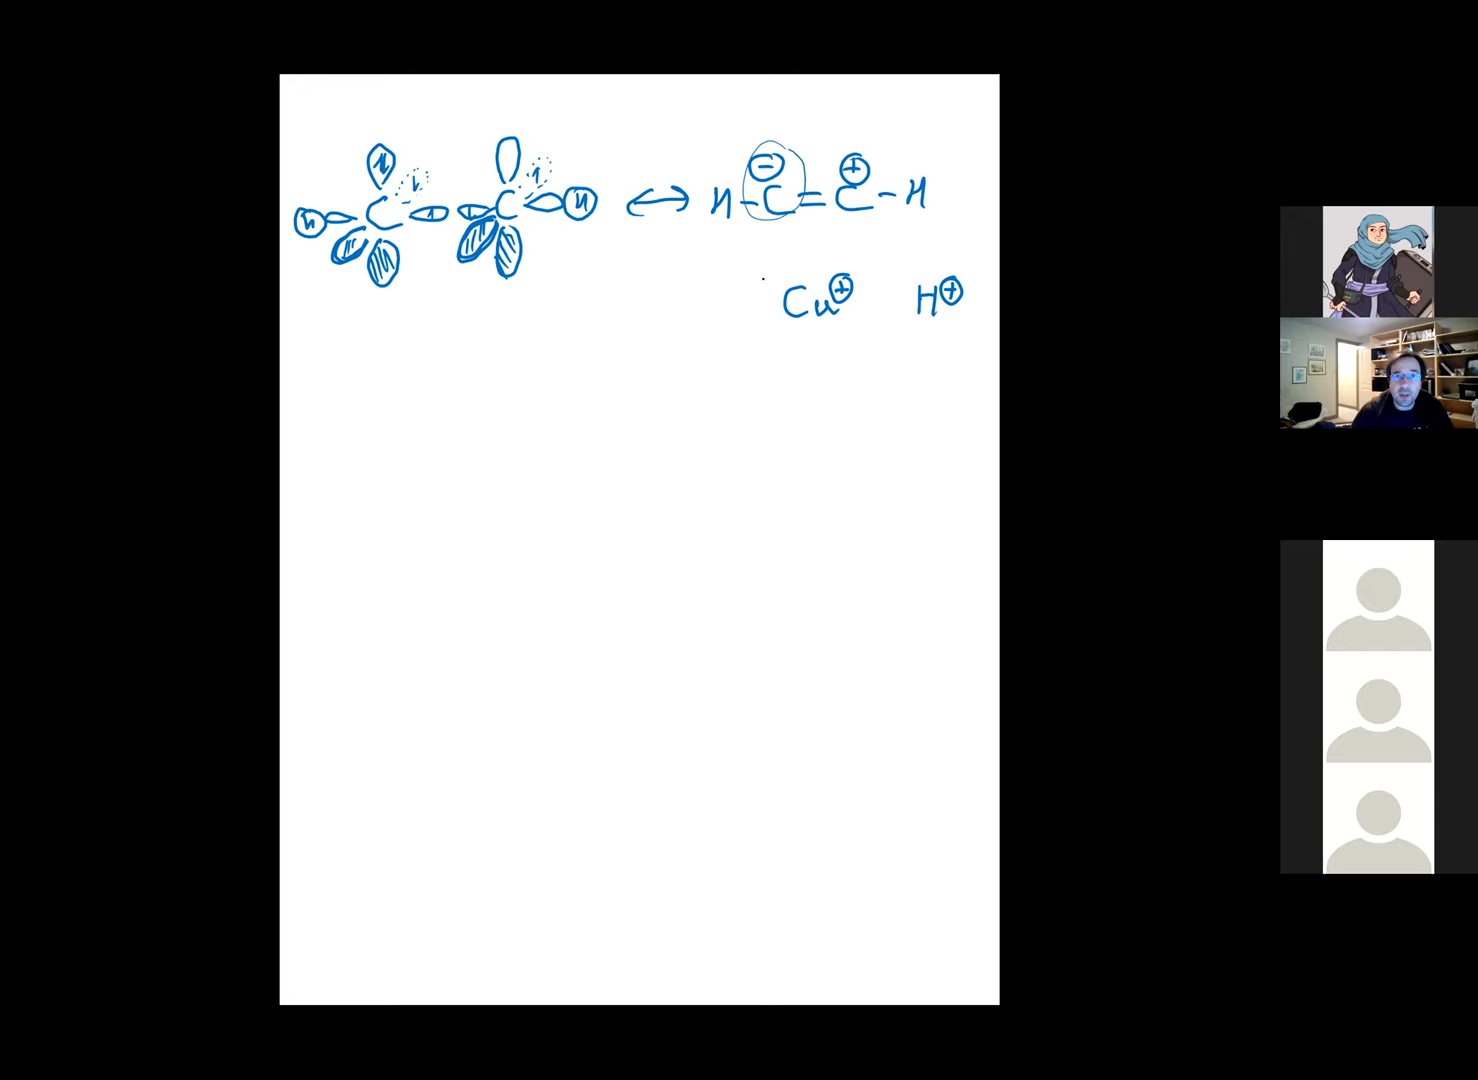 H C C H ↔ H - C⊖ = C⊕ - H
Cu⊕ H⊕